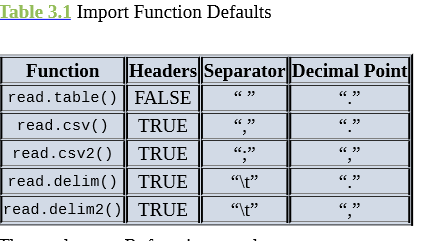 Table 3.1 Import Function Defaults
Function Headers Separator Decimal Point
read.table() FALSE “ ” “.”
read.csv() TRUE “,” “.”
read.csv2() TRUE “;” “,”
read.delim() TRUE “\t” “.”
read.delim2() TRUE “\t” “,”